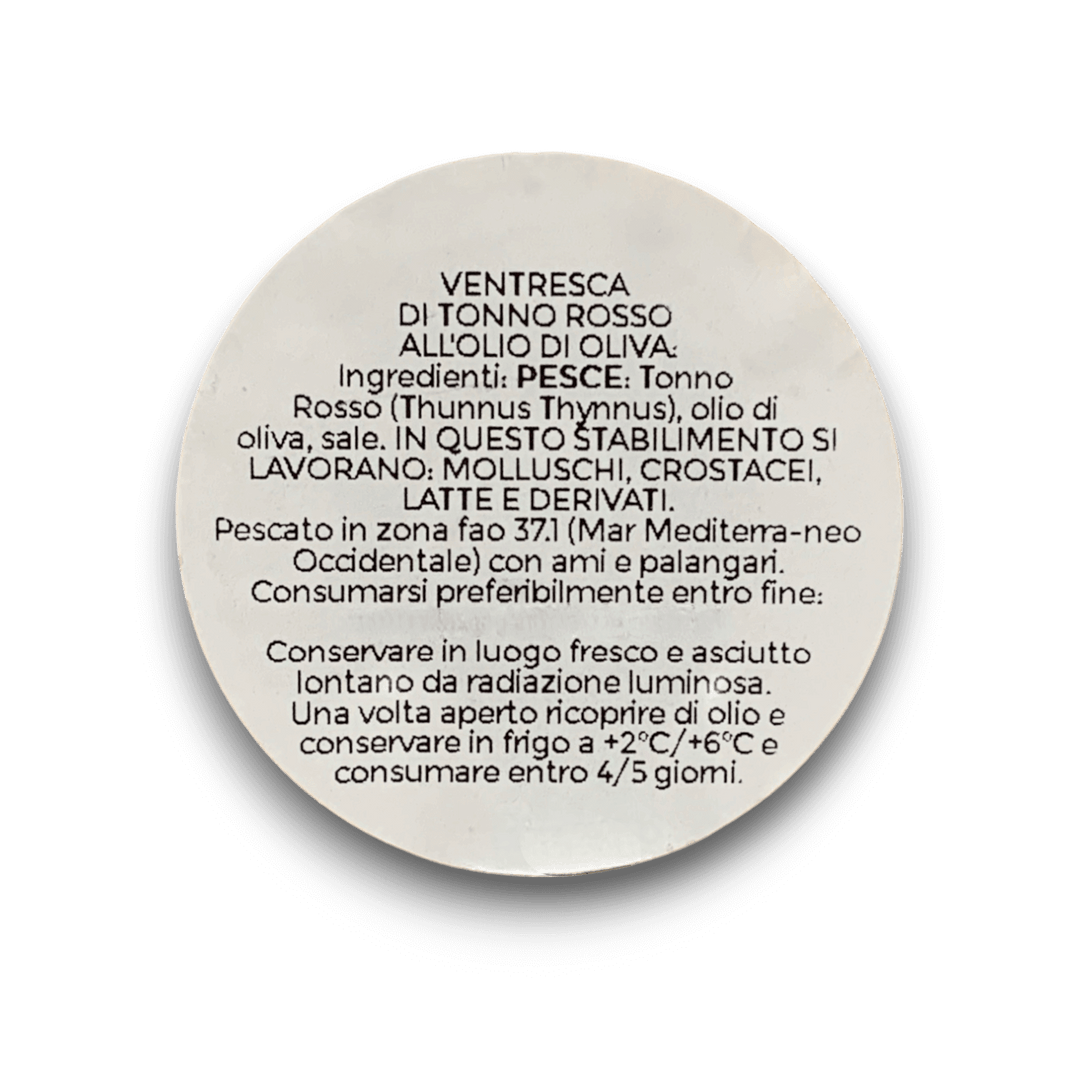 VENTRESCA
DI TONNO ROSSO
ALL'OLIO DI OLIVA:
Ingredienti: PESCE: Tonno
Rosso (Thunnus Thynnus), olio di
oliva, sale. IN QUESTO STABILIMENTO SI
LAVORANO: MOLLUSCHI, CROSTACEI,
LATTE E DERIVATI.
Pescato in zona fao 37.1 (Mar Mediterra-neo
Occidentale) con ami e palangari.
Consumarsi preferibilmente entro fine:
Conservare in luogo fresco e asciutto
lontano da radiazione luminosa.
Una volta aperto ricoprire di olio e
conservare in frigo a +2°C/+6°C e
consumare entro 4/5 giorni.